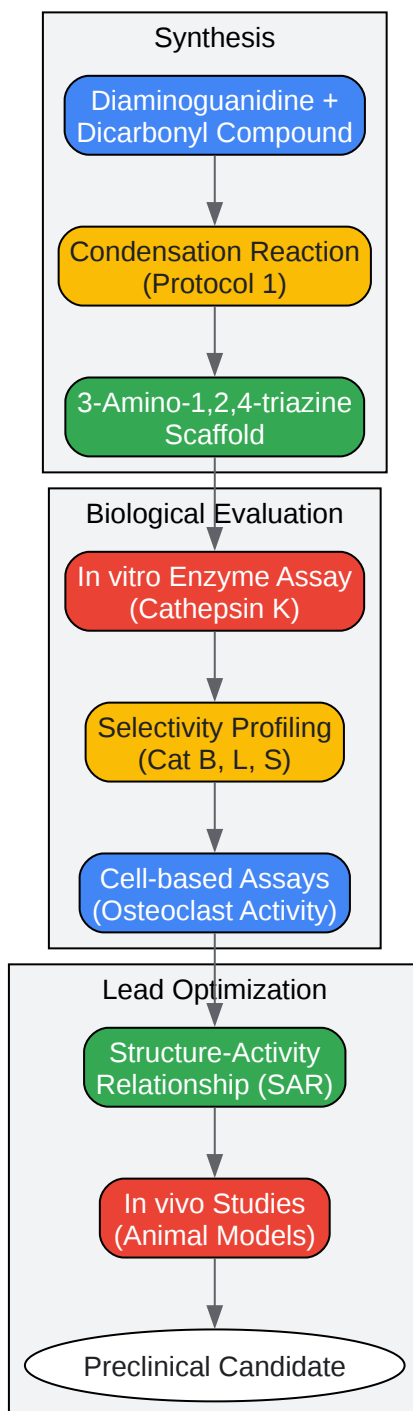 Synthesis
Diaminoguanidine +
Dicarbonyl Compound
Condensation Reaction
(Protocol 1)
3-Amino-1,2,4-triazine
Scaffold
Biological Evaluation
In vitro Enzyme Assay
(Cathepsin K)
Selectivity Profiling
(Cat B, L, S)
Cell-based Assays
(Osteoclast Activity)
Lead Optimization
Structure-Activity
Relationship (SAR)
In vivo Studies
(Animal Models)
Preclinical Candidate